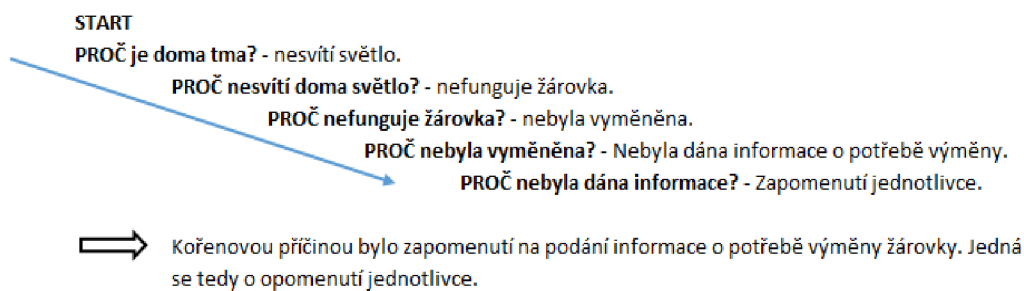 START
PROČ je doma tma? - nesvítí světlo.
PROČ nesvítí doma světlo? - nefunguje žárovka.
PROČ nefunguje žárovka? - nebyla vyměněna.
PROČ nebyla vyměněna? - Nebyla dána informace o potřebě výměny.
PROČ nebyla dána informace? - Zapomenutí jednotlivce.
Kořenovou příčinou bylo zapomenutí na podání informace o potřebě výměny žárovky. Jedná
se tedy o opomenutí jednotlivce.